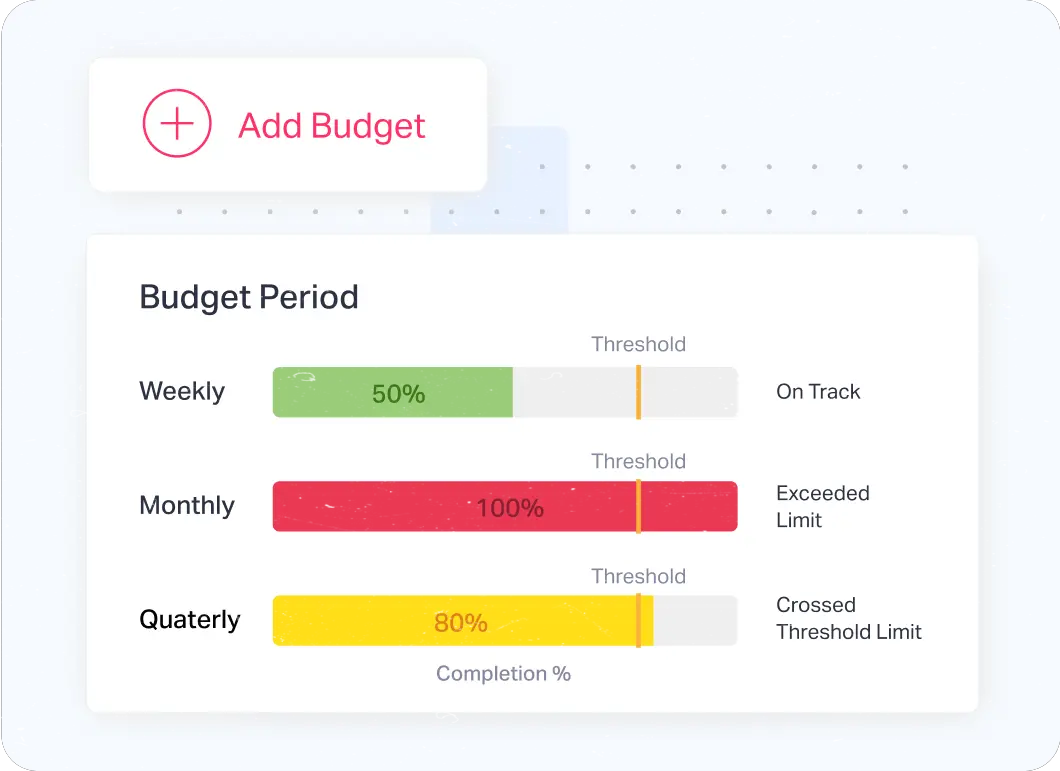 Add Budget
Budget Period
Threshold
Weekly
50%
On Track
Threshold
Monthly
100%
Exceeded
Limit
Threshold
Quaterly
80%
Crossed
Threshold Limit
Completion %